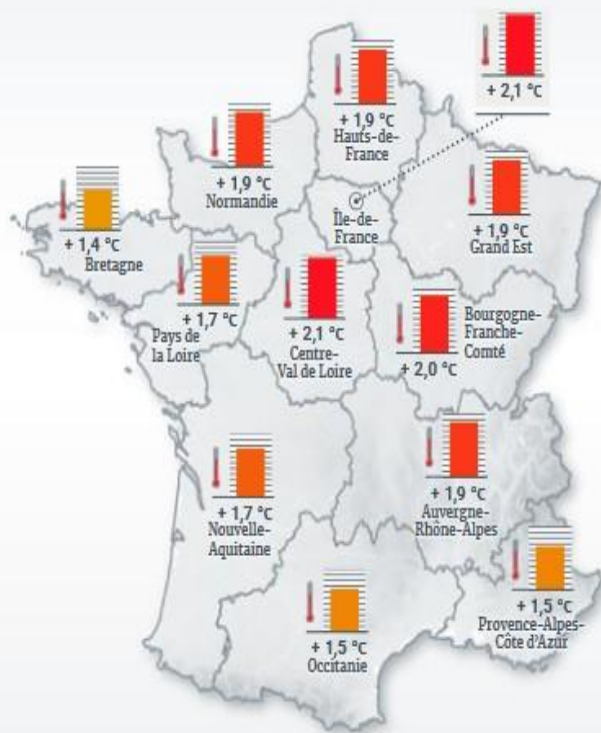 + 2,1 °C
+ 1,9 °C
Hauts-de-
France
+ 1,9 °C
Normandie
Île-de-
France
+ 1,9 °C
Grand Est
+ 1,4 °C
Bretagne
+ 1,7 °C
Pays de
la Loire
+ 2,1 °C
Centre-
Val de Loire
Bourgogne-
Franche-
Comté
+ 2,0 °C
+ 1,7 °C
Nouvelle-
Aquitaine
+ 1,9 °C
Auvergne-
Rhône-Alpes
+ 1,5 °C
Provence-Alpes-
Côte d'Azur
+ 1,5 °C
Occitanie